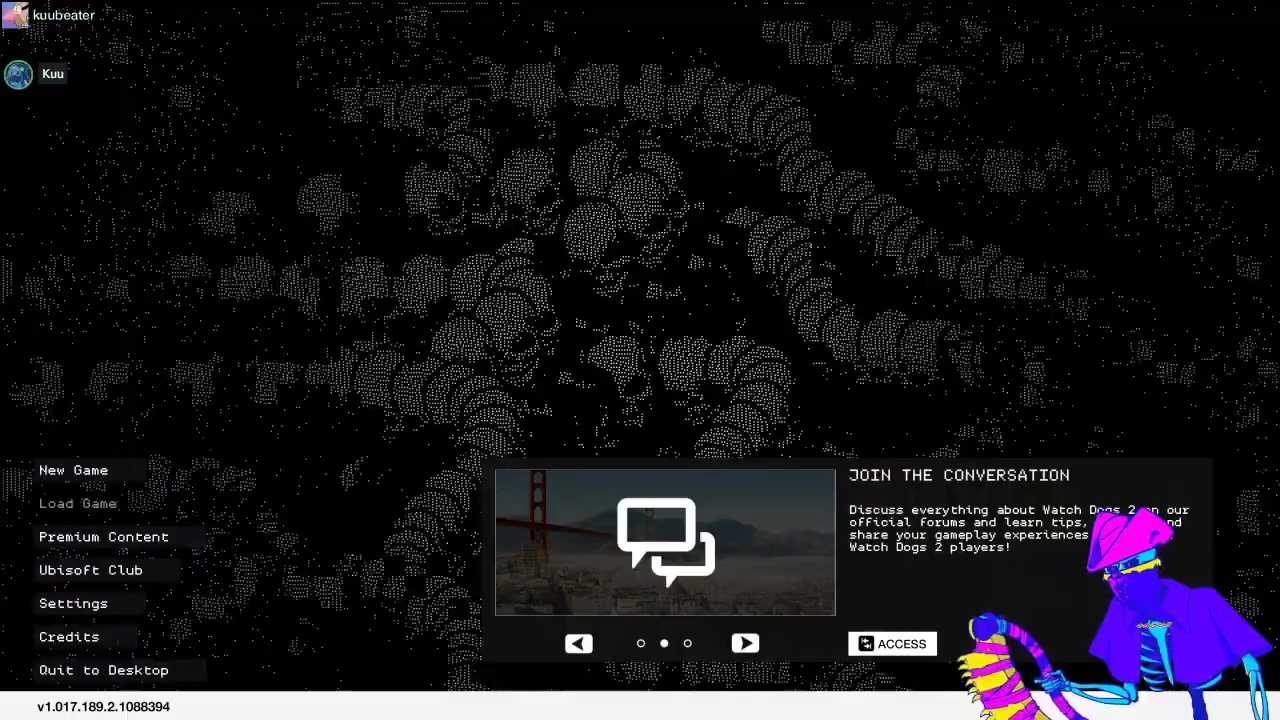 kuubeater
Kuu
New Game
Load Game
Premium Content
Ubisoft Club
Settings
Credits
Quit to Desktop
JOIN THE CONVERSATION
Discuss everything about Watch Dogs 2 on our
official forums and learn tips,
share your gameplay experiences
Watch Dogs 2 players!
ACCESS
v1.017.189.2.1088394